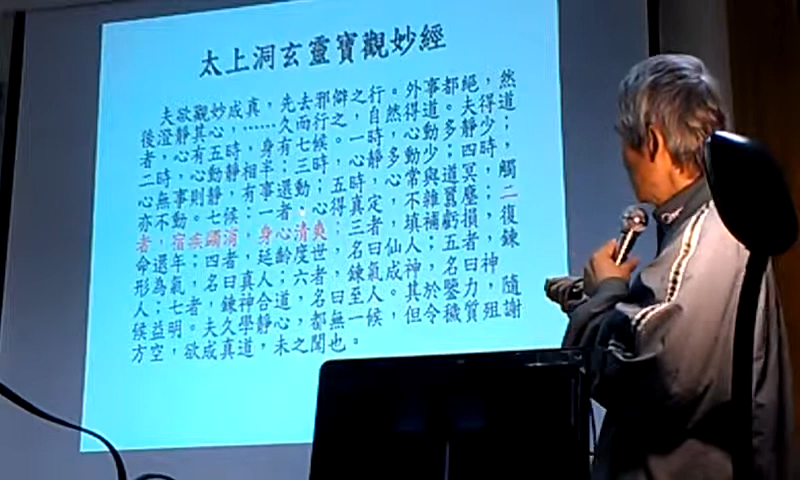 太上洞玄靈寶觀妙經
夫欲觀妙成真，先去邪僻之行。外事都絕，然
後澄靜其心，……久而行之，自然得道；夫得道
者，心有五時，身有七候。一時心動多靜少；
二時，動靜相半；三時，靜多動少；四時，
心無事則靜，有事還動；五時，心與道冥，觸
亦不動。七候：一者，心得定 塵，二
者，宿疾瀰消，身心清爽；三者，填補虧損，復
命還年；四者，延齡度世，名曰仙人；五者，鍊
形為氣，名曰真人；六者，鍊氣成神，名曰神
人；七者，鍊神合道，名曰至人。其於鑒力，隨
候益明。夫久學靜心，都無一候，但令穢質殂謝
方空，欲成真道，未之聞也。